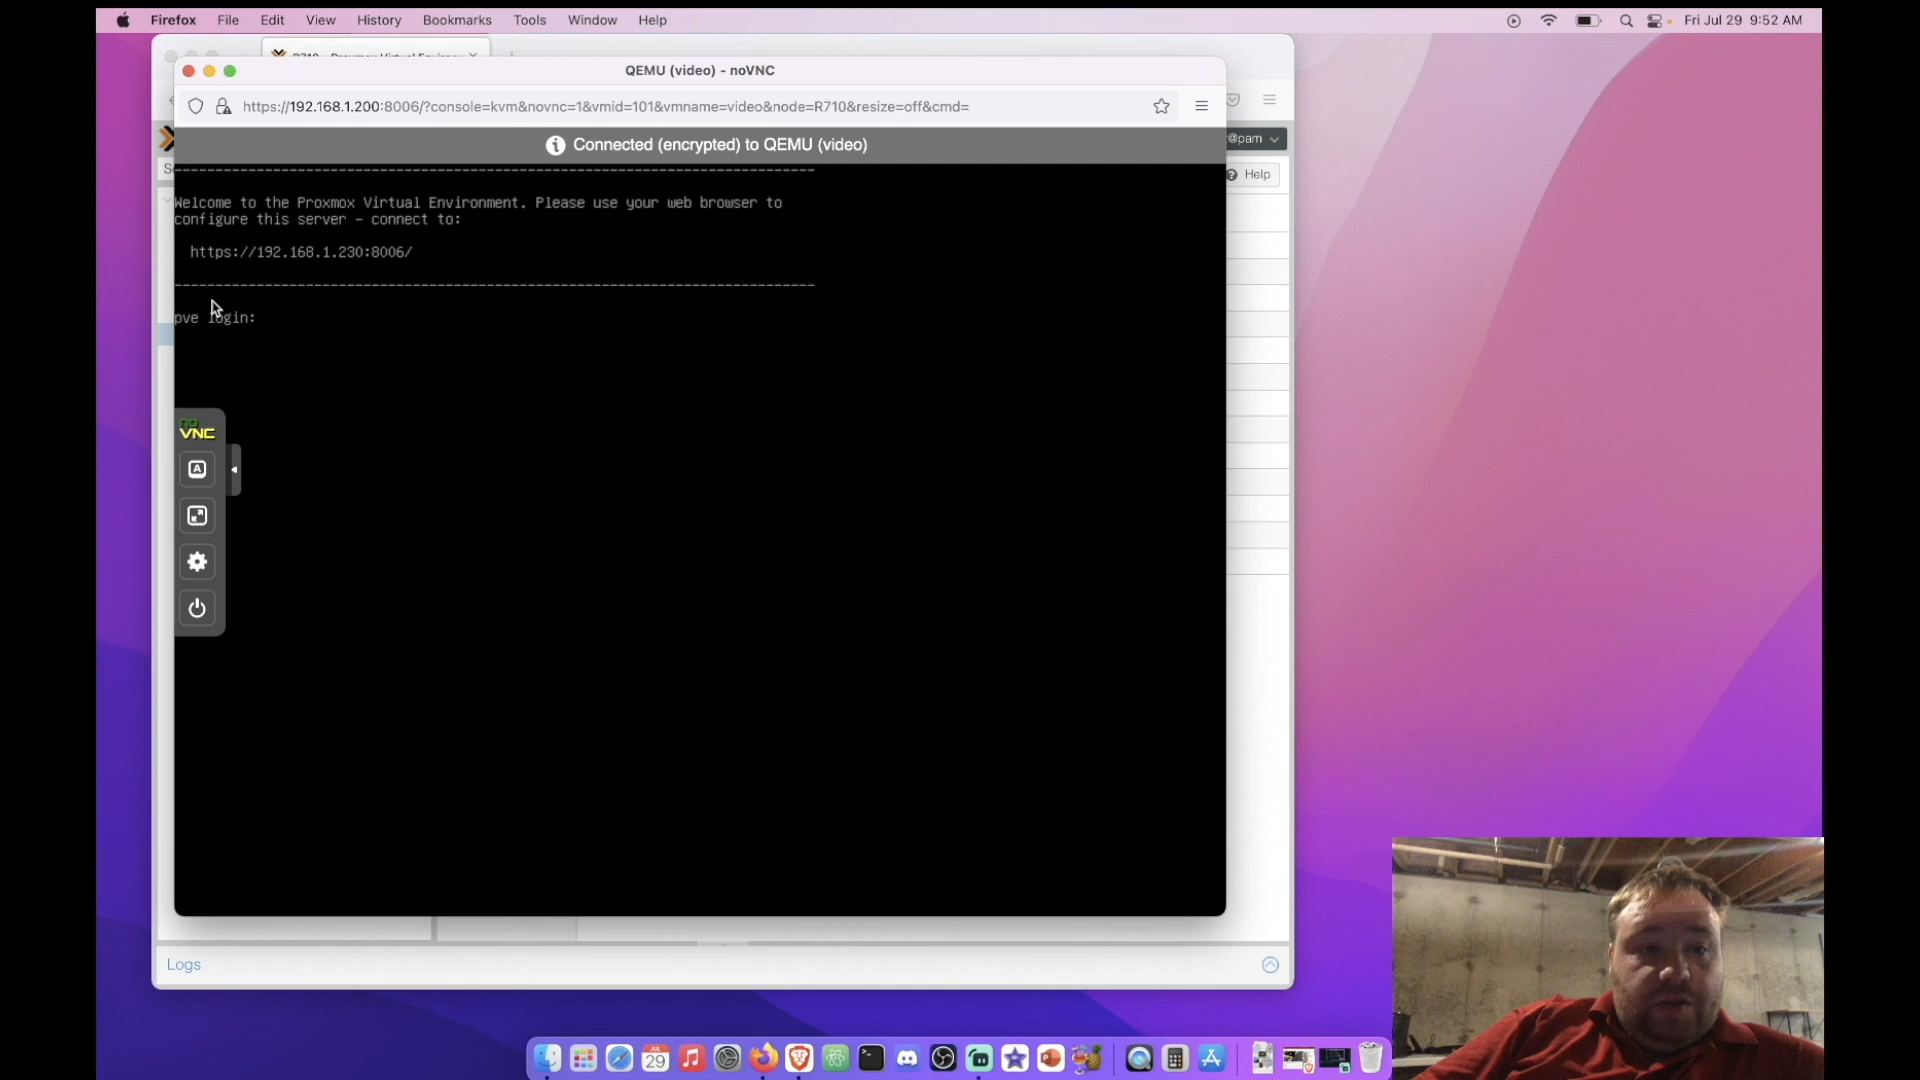 Firefox File Edit View History Bookmarks Tools Window Help
Fri Jul 29 9:52 AM
QEMU (video) - noVNC
https://192.168.1.200:8006/?console=kvm&novnc=1&vmid=101&vmname=video&node=R710&resize=off&cmd=
@pam
Connected (encrypted) to QEMU (video)
Help
Welcome to the Proxmox Virtual Environment. Please use your web browser to
configure this server - connect to:
https://192.168.1.230:8006/
pve login:
no
VNC
A
Logs
JUL
29